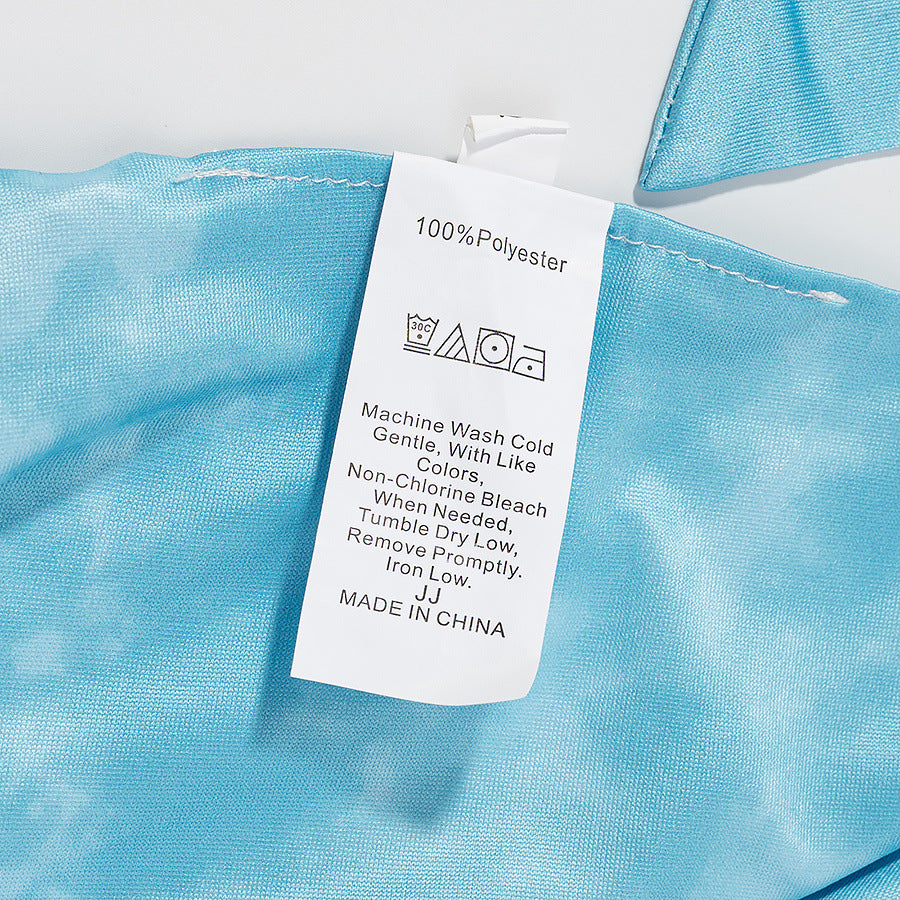 100%Polyester
30C
Machine Wash Cold
Gentle, With Like
Colors,
Non-Chlorine Bleach
When Needed,
Tumble Dry Low,
Remove Promptly.
Iron Low.
JJ
MADE IN CHINA